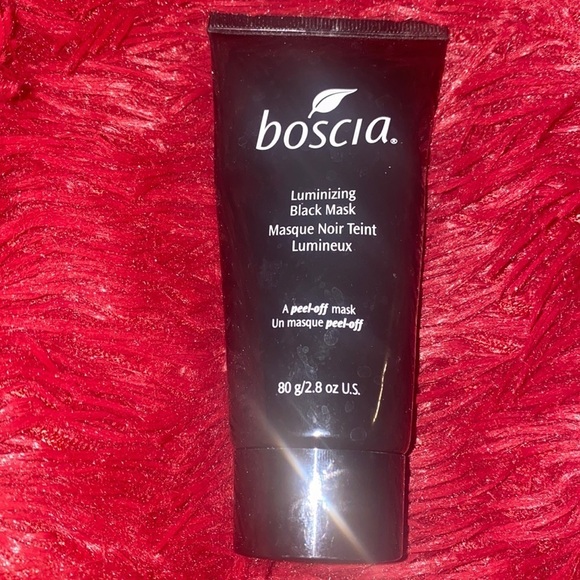 boscia®
Luminizing
Black Mask
Masque Noir Teint
Lumineux
A peel-off mask
Un masque peel-off
80 g/2.8 oz U.S.